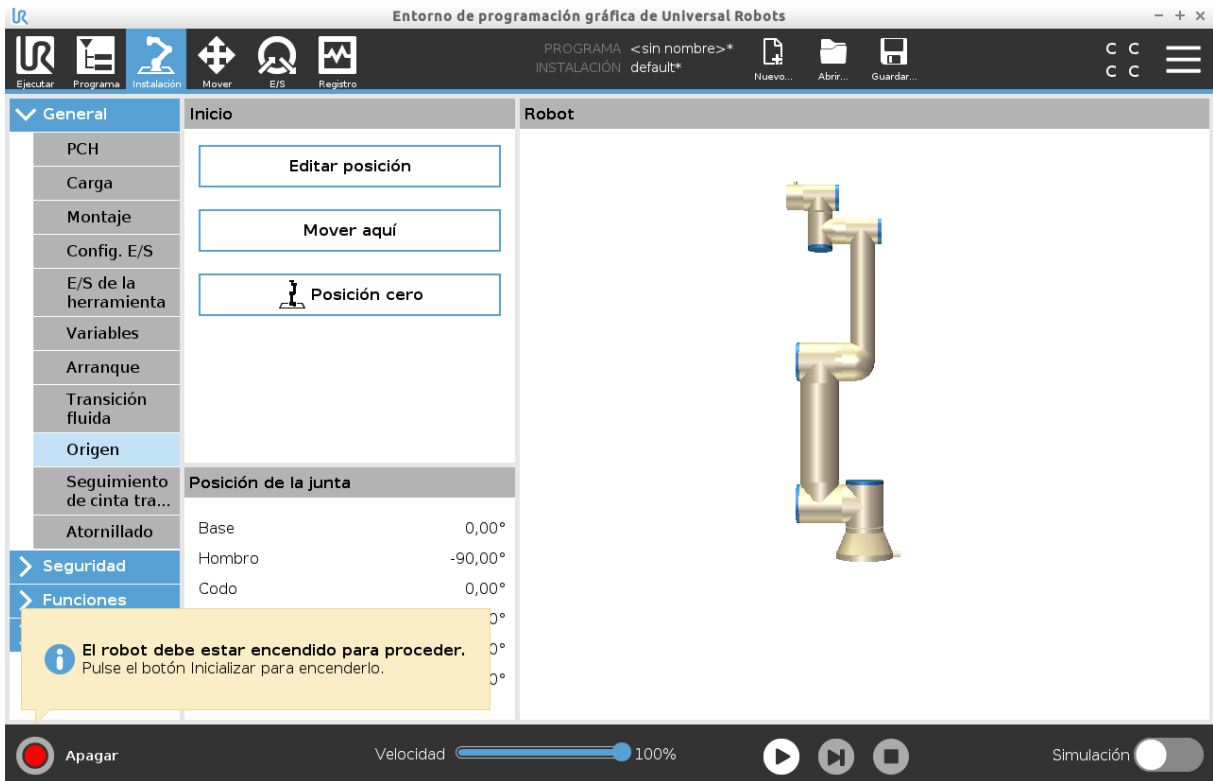 UR
Entorno de programación gráfica de Universal Robots
Ejecutar
Programa
Instalación
Mover
E/S
Registro
PROGRAMA <sin nombre>*
INSTALACIÓN default*
Nuevo...
Abrir...
Guardar...
C C
C C
General
PCH
Carga
Montaje
Config. E/S
E/S de la
herramienta
Variables
Arranque
Transición
fluida
Origen
Seguimiento
de cinta tra...
Atornillado
Seguridad
Funciones
Inicio
Editar posición
Mover aquí
Posición cero
Posición de la junta
Base 0,00°
Hombro -90,00°
Codo 0,00°
0°
0°
0°
Robot
El robot debe estar encendido para proceder.
Pulse el botón Inicializar para encenderlo.
Apagar
Velocidad 100%
Simulación